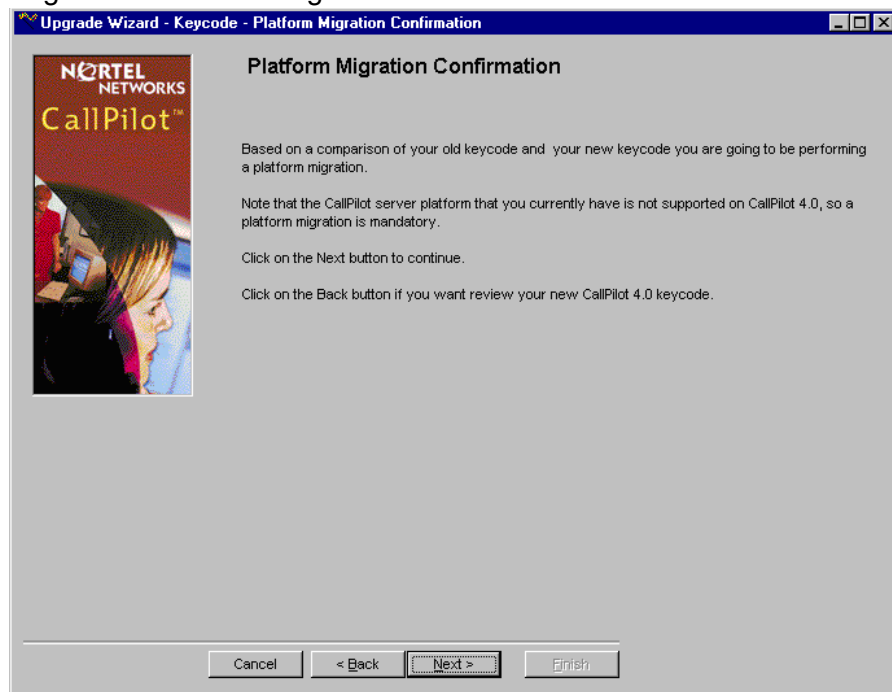 Upgrade Wizard - Keycode - Platform Migration Confirmation
NORTEL
NETWORKS
CallPilot™
Platform Migration Confirmation
Based on a comparison of your old keycode and your new keycode you are going to be performing
a platform migration.
Note that the CallPilot server platform that you currently have is not supported on CallPilot 4.0, so a
platform migration is mandatory.
Click on the Next button to continue.
Click on the Back button if you want review your new CallPilot 4.0 keycode.
Cancel
< Back
Next >
Finish